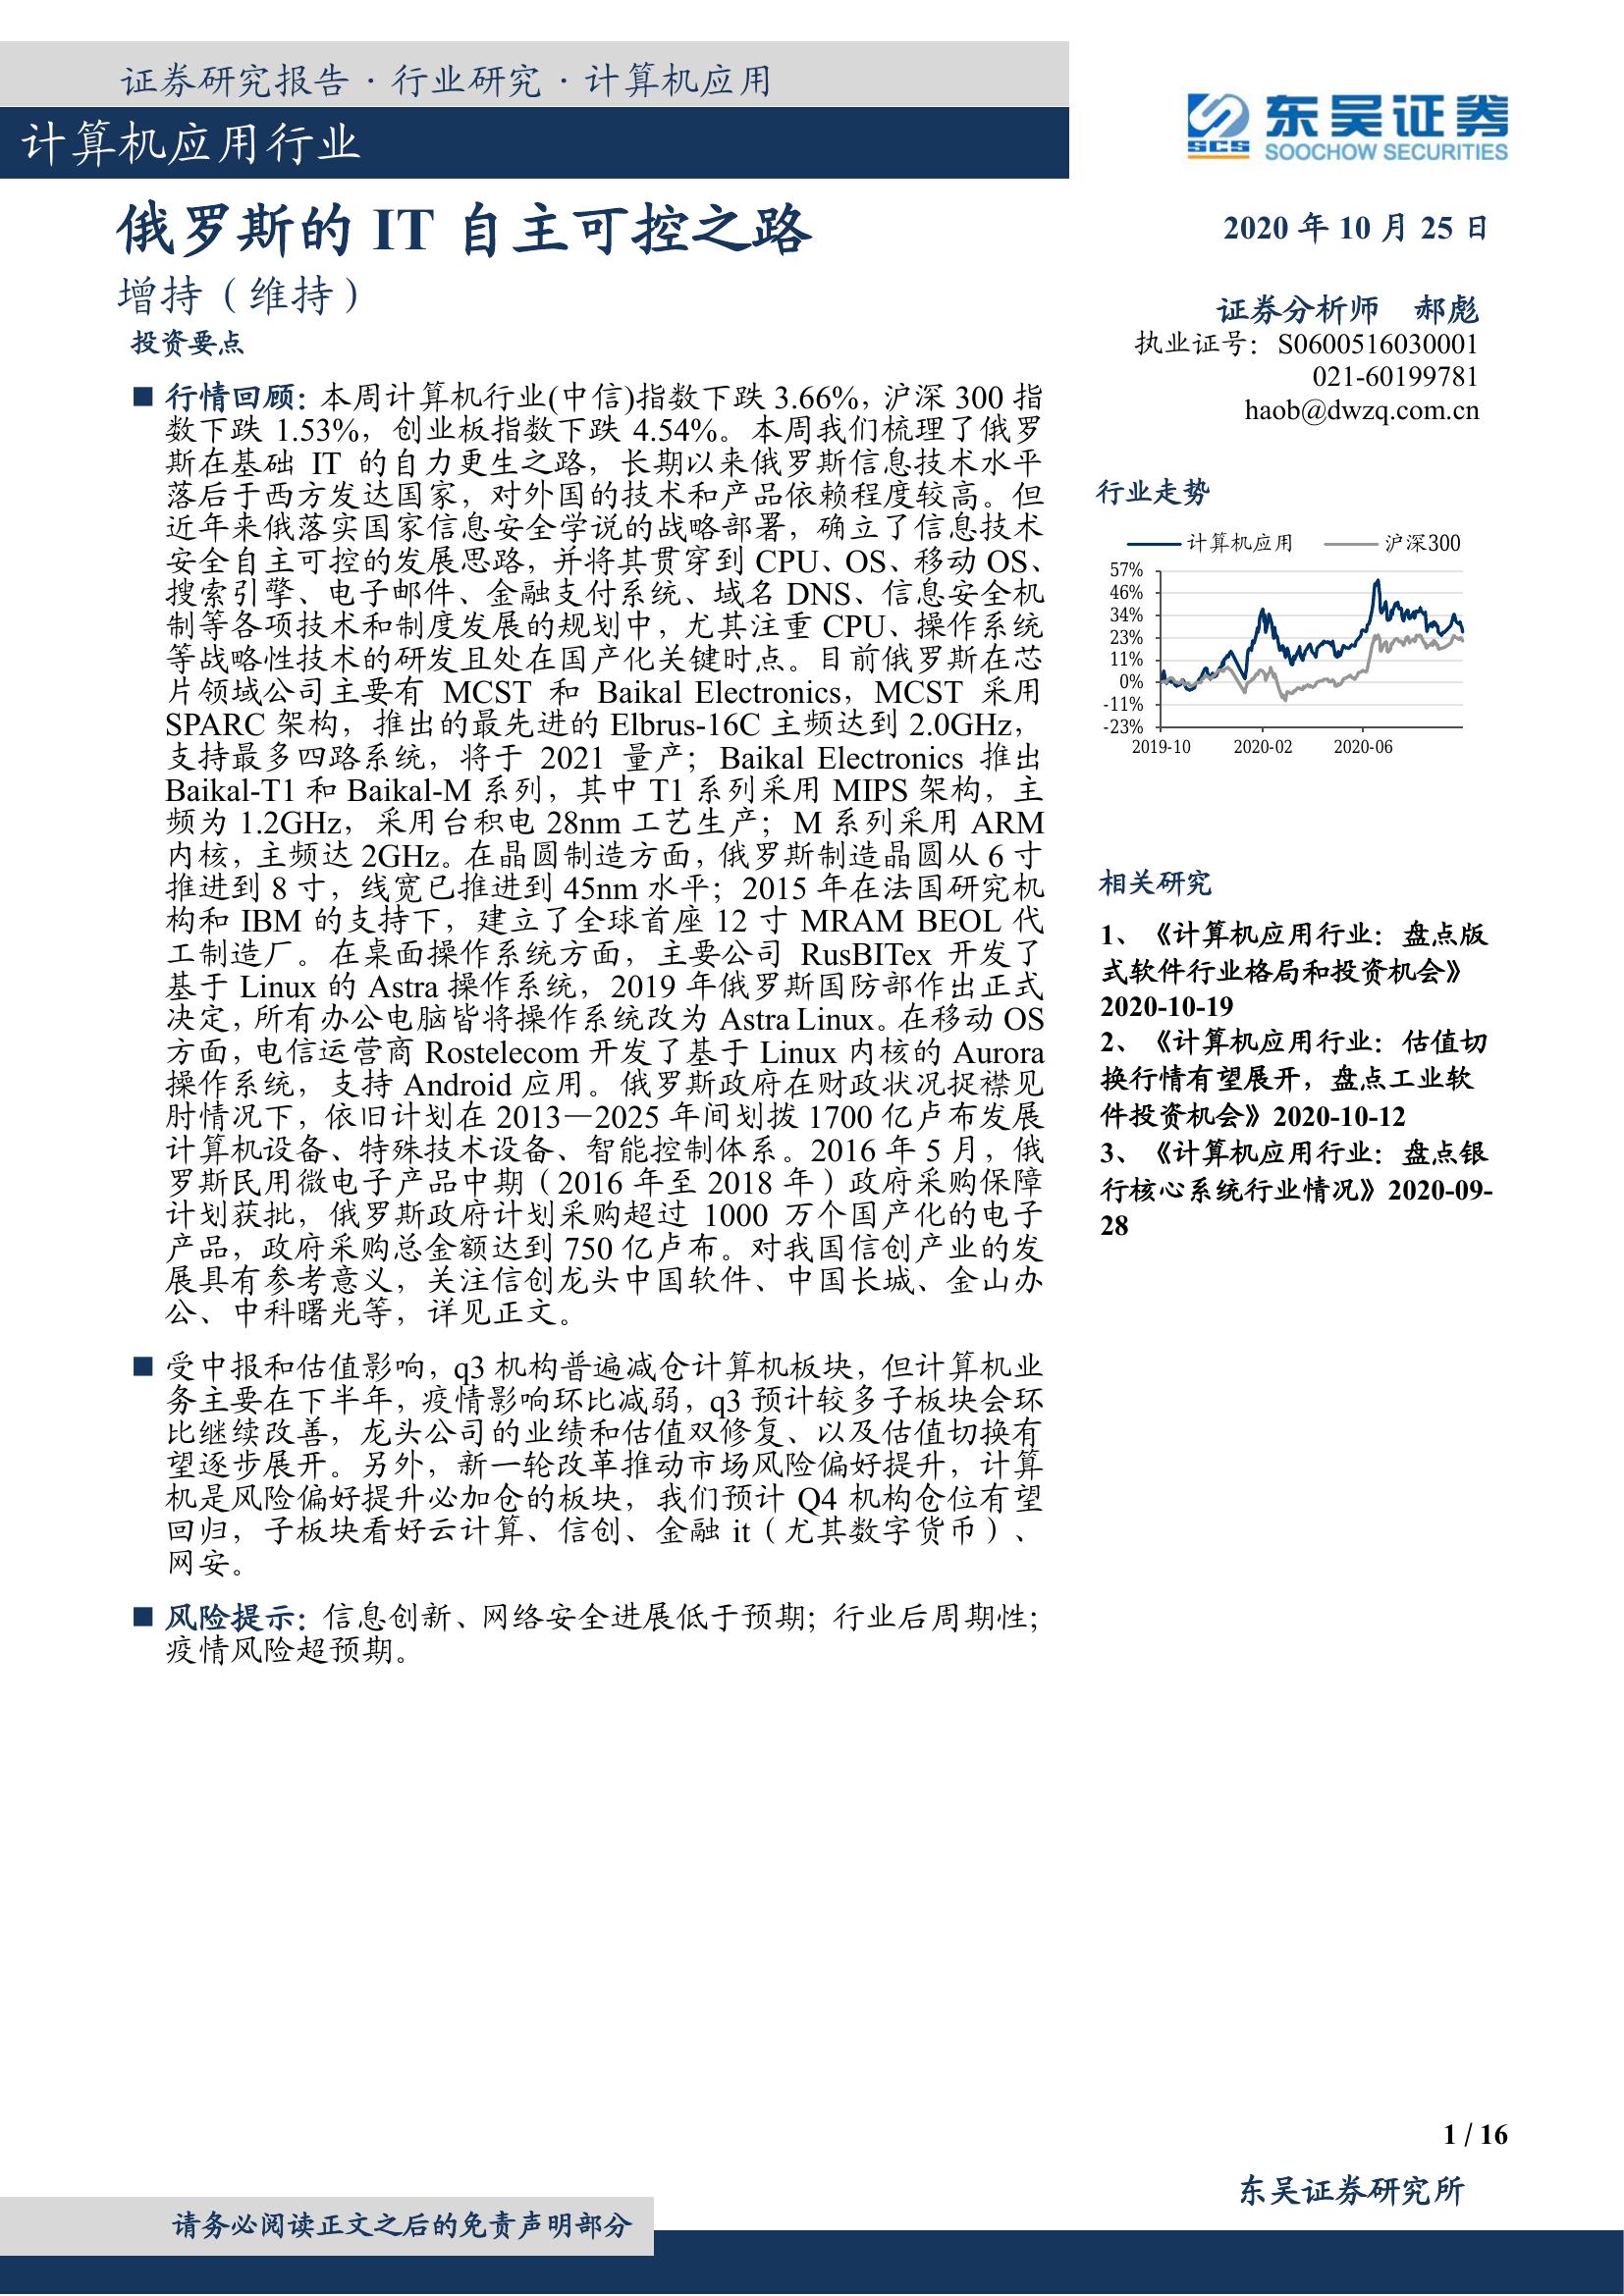 证券研究报告·行业研究·计算机应用
计算机应用行业
东吴证券
SCS
SOOCHOW SECURITIES
俄罗斯的 IT 自主可控之路
增持（维持）
2020 年 10 月 25 日
证券分析师 郝彪
执业证号：S0600516030001
021-60199781
haob@dwzq.com.cn
投资要点
■ 行情回顾：本周计算机行业(中信)指数下跌 3.66%，沪深 300 指
数下跌 1.53%，创业板指数下跌 4.54%。本周我们梳理了俄罗
斯在基础 IT 的自力更生之路，长期以来俄罗斯信息技术水平
落后于西方发达国家，对外国的技术和产品依赖程度较高。但
近年来俄落实国家信息安全学说的战略部署，确立了信息技术
安全自主可控的发展思路，并将其贯穿到 CPU、OS、移动 OS、
搜索引擎、电子邮件、金融支付系统、域名 DNS、信息安全机
制等各项技术和制度发展的规划中，尤其注重 CPU、操作系统
等战略性技术的研发且处在国产化关键时点。目前俄罗斯在芯
片领域公司主要有 MCST 和 Baikal Electronics，MCST 采用
SPARC 架构，推出的最先进的 Elbrus-16C 主频达到 2.0GHz，
支持最多四路系统，将于 2021 量产；Baikal Electronics 推出
Baikal-T1 和 Baikal-M 系列，其中 T1 系列采用 MIPS 架构，主
频为 1.2GHz，采用台积电 28nm 工艺生产；M 系列采用 ARM
内核，主频达 2GHz。在晶圆制造方面，俄罗斯制造晶圆从 6 寸
推进到 8 寸，线宽已推进到 45nm 水平；2015 年在法国研究机
构和 IBM 的支持下，建立了全球首座 12 寸 MRAM BEOL 代
工制造厂。在桌面操作系统方面，主要公司 RusBITex 开发了
基于 Linux 的 Astra 操作系统，2019 年俄罗斯国防部作出正式
决定，所有办公电脑皆将操作系统改为 Astra Linux。在移动 OS
方面，电信运营商 Rostelecom 开发了基于 Linux 内核的 Aurora
操作系统，支持 Android 应用。俄罗斯政府在财政状况捉襟见
肘情况下，依旧计划在 2013—2025 年间划拨 1700 亿卢布发展
计算机设备、特殊技术设备、智能控制体系。2016 年 5 月，俄
罗斯民用微电子产品中期（2016 年至 2018 年）政府采购保障
计划获批，俄罗斯政府计划采购超过 1000 万个国产化的电子
产品，政府采购总金额达到 750 亿卢布。对我国信创产业的发
展具有参考意义，关注信创龙头中国软件、中国长城、金山办
公、中科曙光等，详见正文。
■ 受中报和估值影响，q3 机构普遍减仓计算机板块，但计算机业
务主要在下半年，疫情影响环比减弱，q3 预计较多子板块会环
比继续改善，龙头公司的业绩和估值双修复、以及估值切换有
望逐步展开。另外，新一轮改革推动市场风险偏好提升，计算
机是风险偏好提升必加仓的板块，我们预计 Q4 机构仓位有望
回归，子板块看好云计算、信创、金融 it（尤其数字货币）、
网安。
■ 风险提示：信息创新、网络安全进展低于预期；行业后周期性；
疫情风险超预期。
行业走势
计算机应用 沪深300
57%
46%
34%
23%
11%
0%
-11%
-23%
2019-10 2020-02 2020-06
相关研究
1、《计算机应用行业：盘点版
式软件行业格局和投资机会》
2020-10-19
2、《计算机应用行业：估值切
换行情有望展开，盘点工业软
件投资机会》2020-10-12
3、《计算机应用行业：盘点银
行核心系统行业情况》2020-09-
28
1 / 16
东吴证券研究所
请务必阅读正文之后的免责声明部分